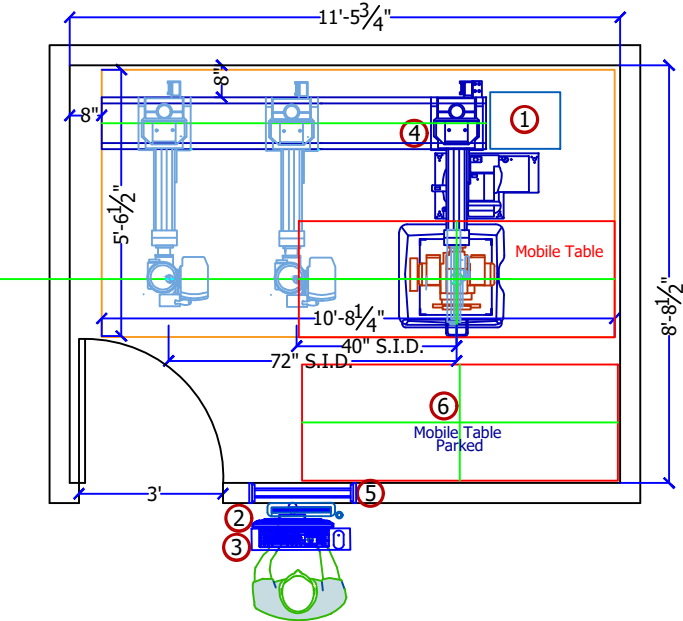 11'-5¾"
8"
8"
1
4
5'-6½"
Mobile Table
8'-8½"
10'-8¼"
40" S.I.D.
72" S.I.D.
6
Mobile Table
Parked
3'
5
2
3